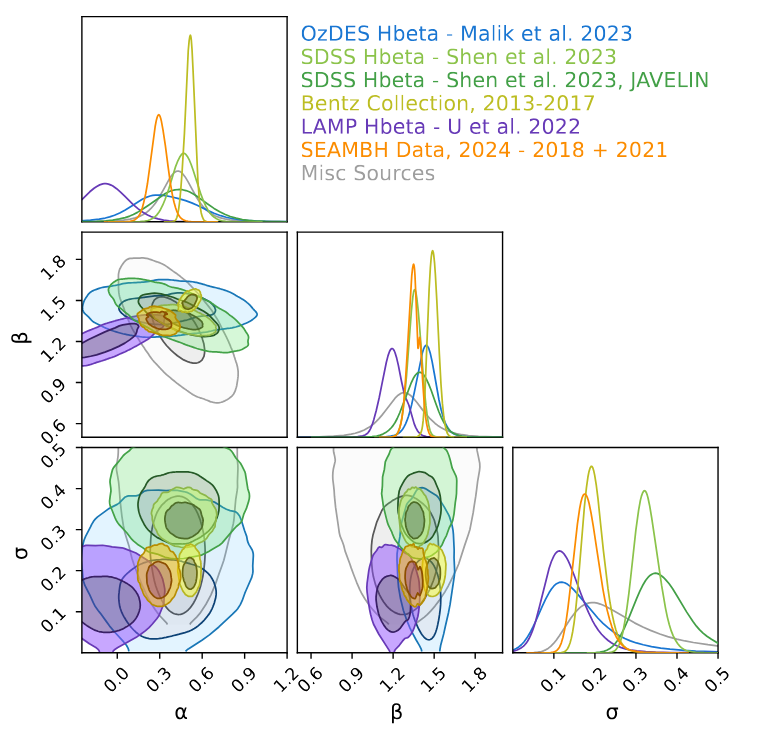 OzDES Hbeta - Malik et al. 2023
SDSS Hbeta - Shen et al. 2023
SDSS Hbeta - Shen et al. 2023, JAVELIN
Bentz Collection, 2013-2017
LAMP Hbeta - U et al. 2022
SEAMBH Data, 2024 - 2018 + 2021
Misc Sources
1.8
1.5
1.2
0.9
0.6
β
0.5
0.4
0.3
0.2
0.1
σ
0.0 0.3 0.6 0.9 1.2
α
0.6 0.9 1.2 1.5 1.8
β
0.1 0.2 0.3 0.4 0.5
σ